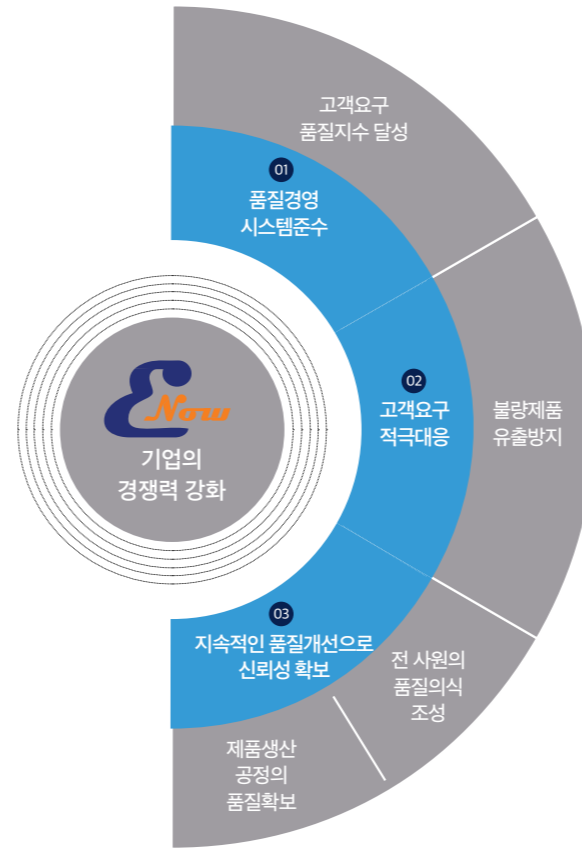 고객요구
품질지수 달성
01
품질경영
시스템준수
02
고객요구
적극대응
불량제품
유출방지
E Now
기업의
경쟁력 강화
03
지속적인 품질개선으로
신뢰성 확보
전 사원의
품질의식
조성
제품생산
공정의
품질확보